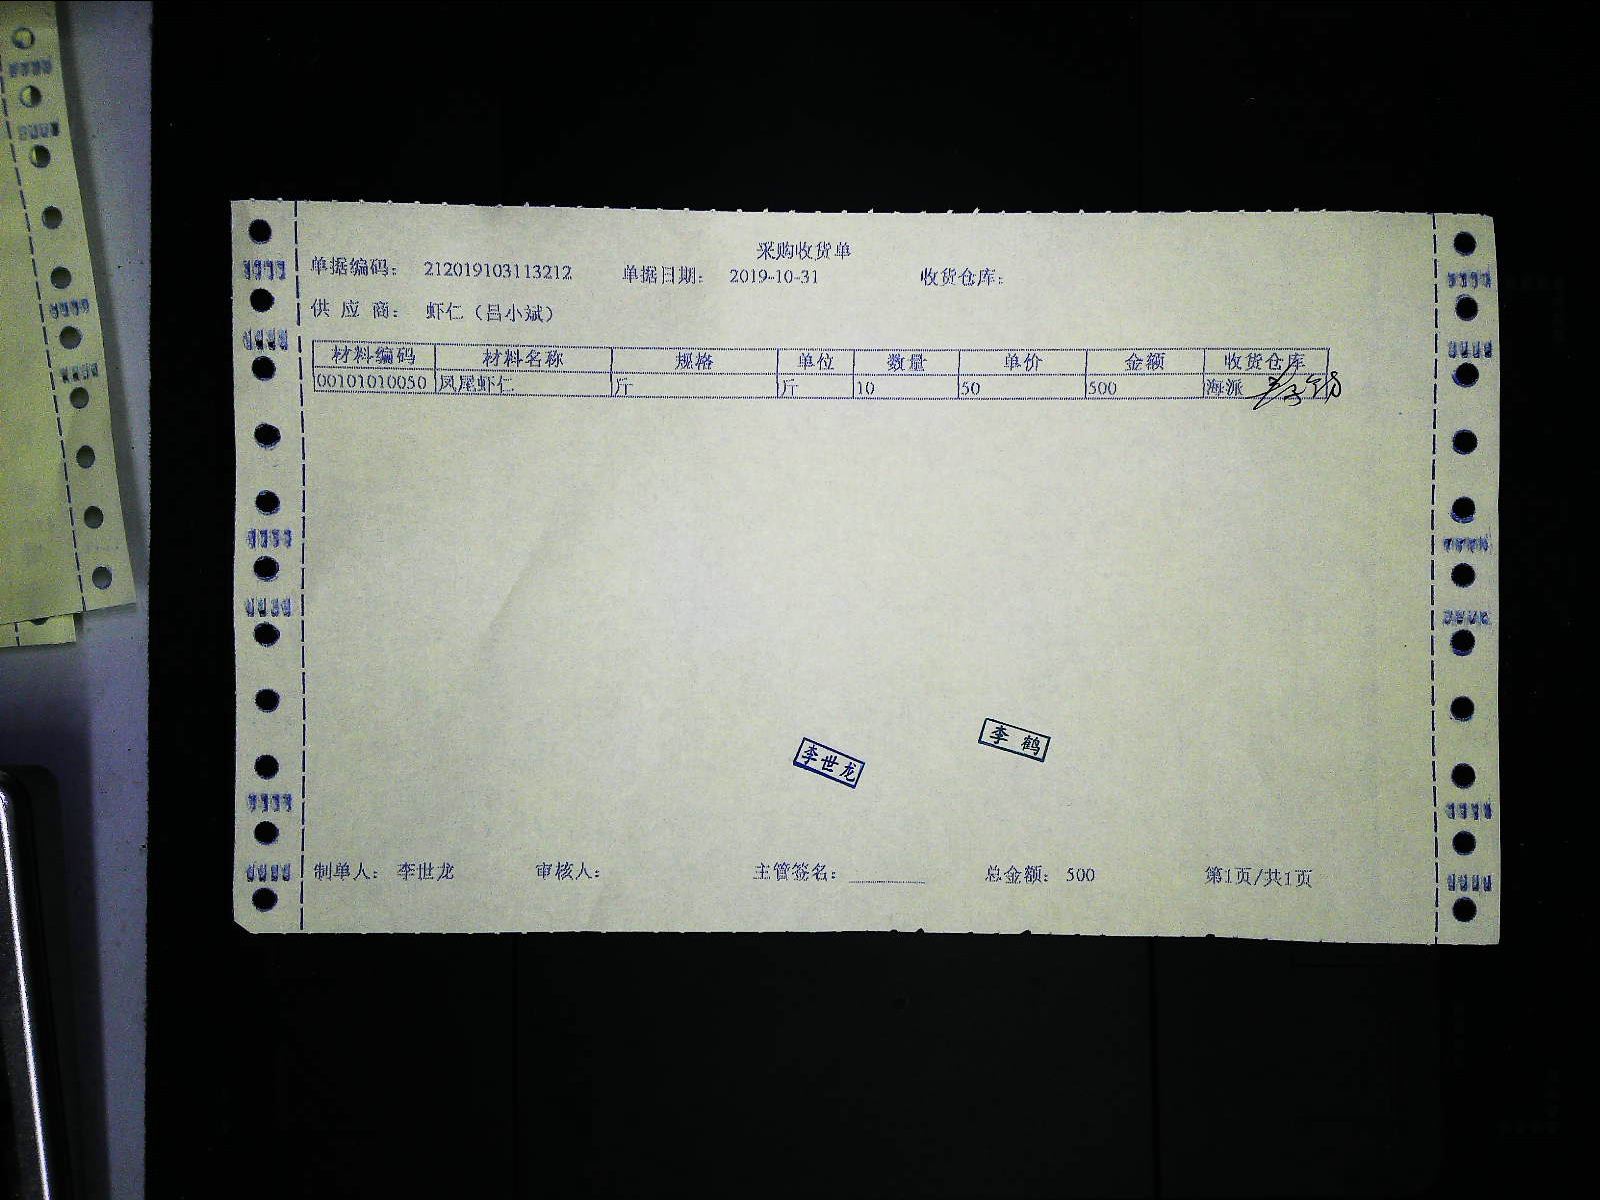 采购收货单
单据编码： 212019103113212 单据日期： 2019-10-31 收货仓库：
供 应 商： 虾仁（吕小斌）
材料编码 材料名称 规格 单位 数量 单价 金额 收货仓库
00101010050 凤尾虾仁 斤 斤 10 50 500 海派
李世龙 李 鹤
制单人： 李世龙 审核人： 主管签名： 总金额： 500 第1页/共1页